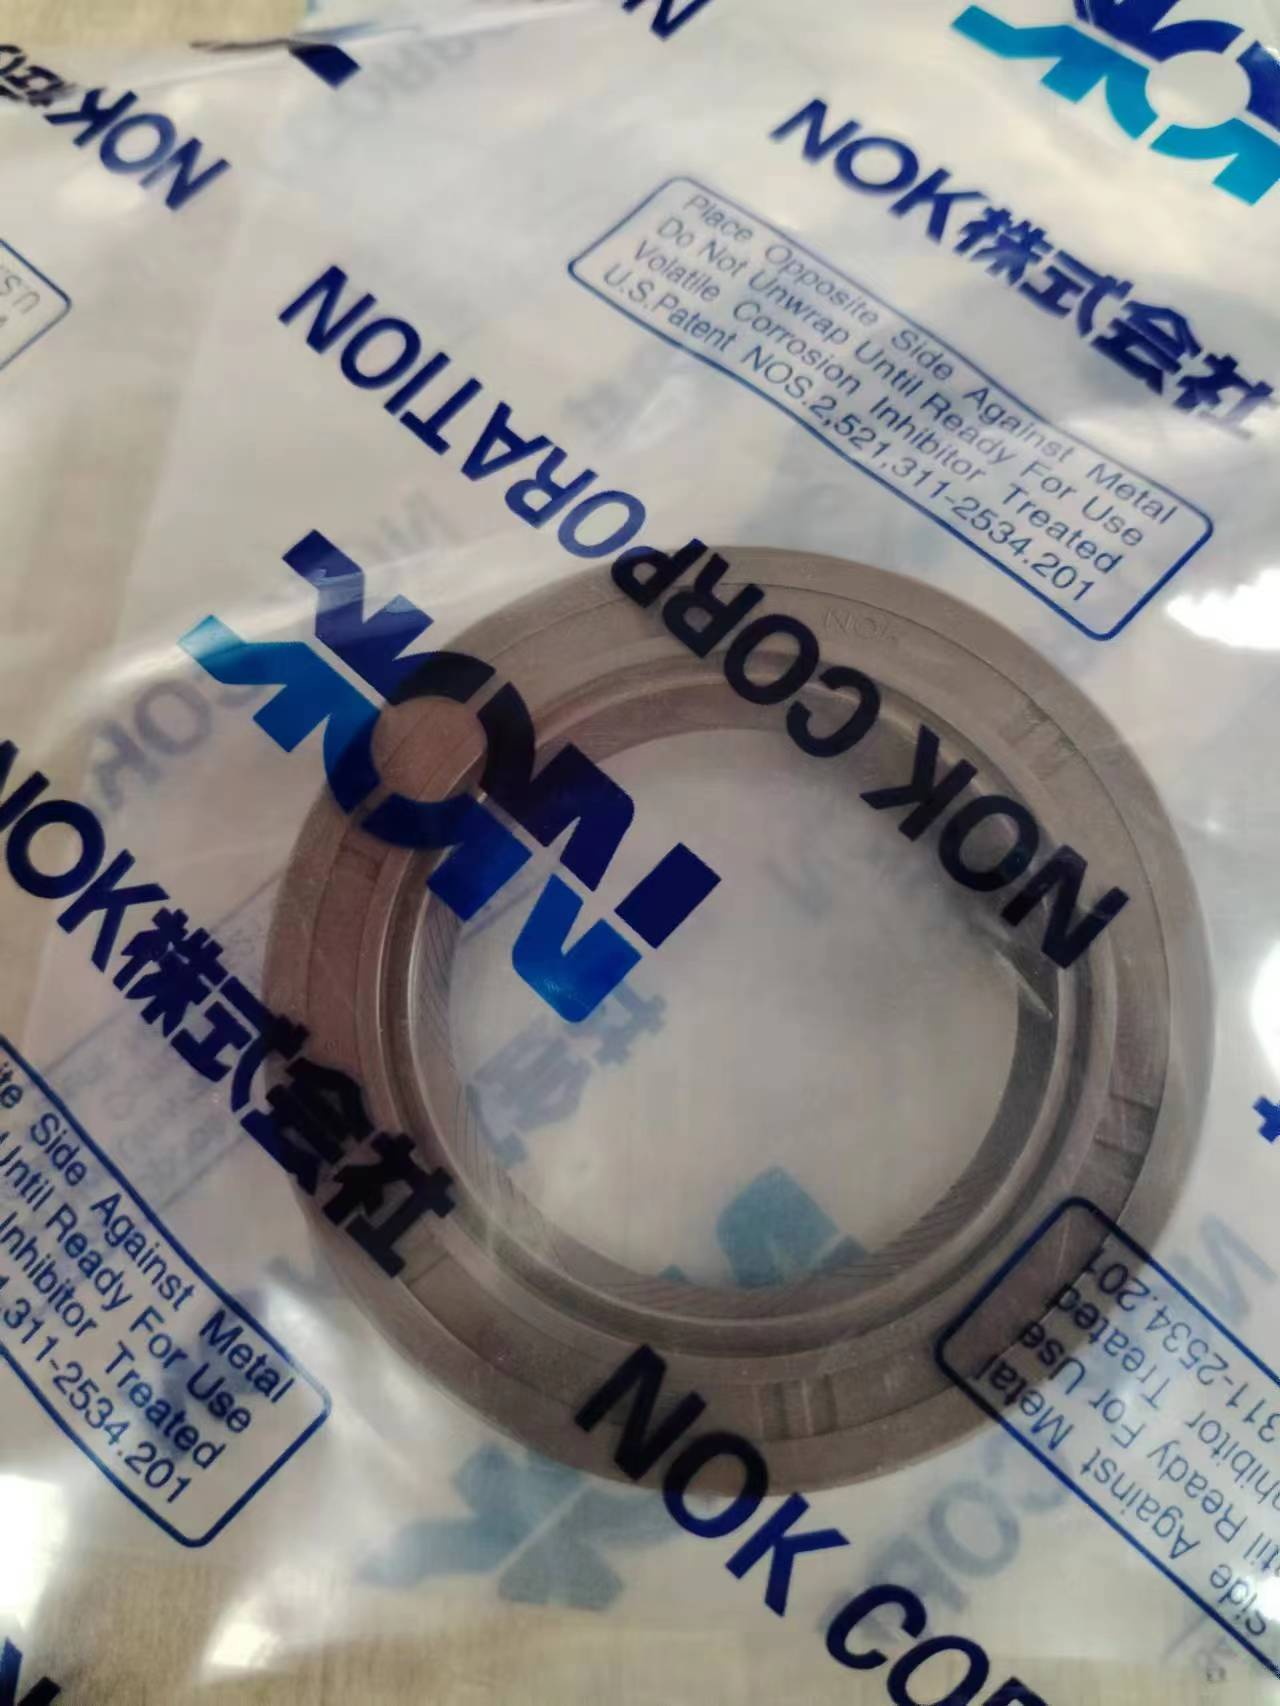 NOK
NOK株式会社
Place Opposite Side Against Metal
Do Not Unwrap Until Ready For Use
Volatile Corrosion Inhibitor Treated
U.S.Patent NOS.2,521,311-2534.201
NOK
NOK CORPORATION
NOK
NOK
NOK株式会社
Side Against Metal
Until Ready For Use
Inhibitor Treated
311-2534.201
NOK COR
311-2534.201
Treated
Ready For Use
Side Against Metal